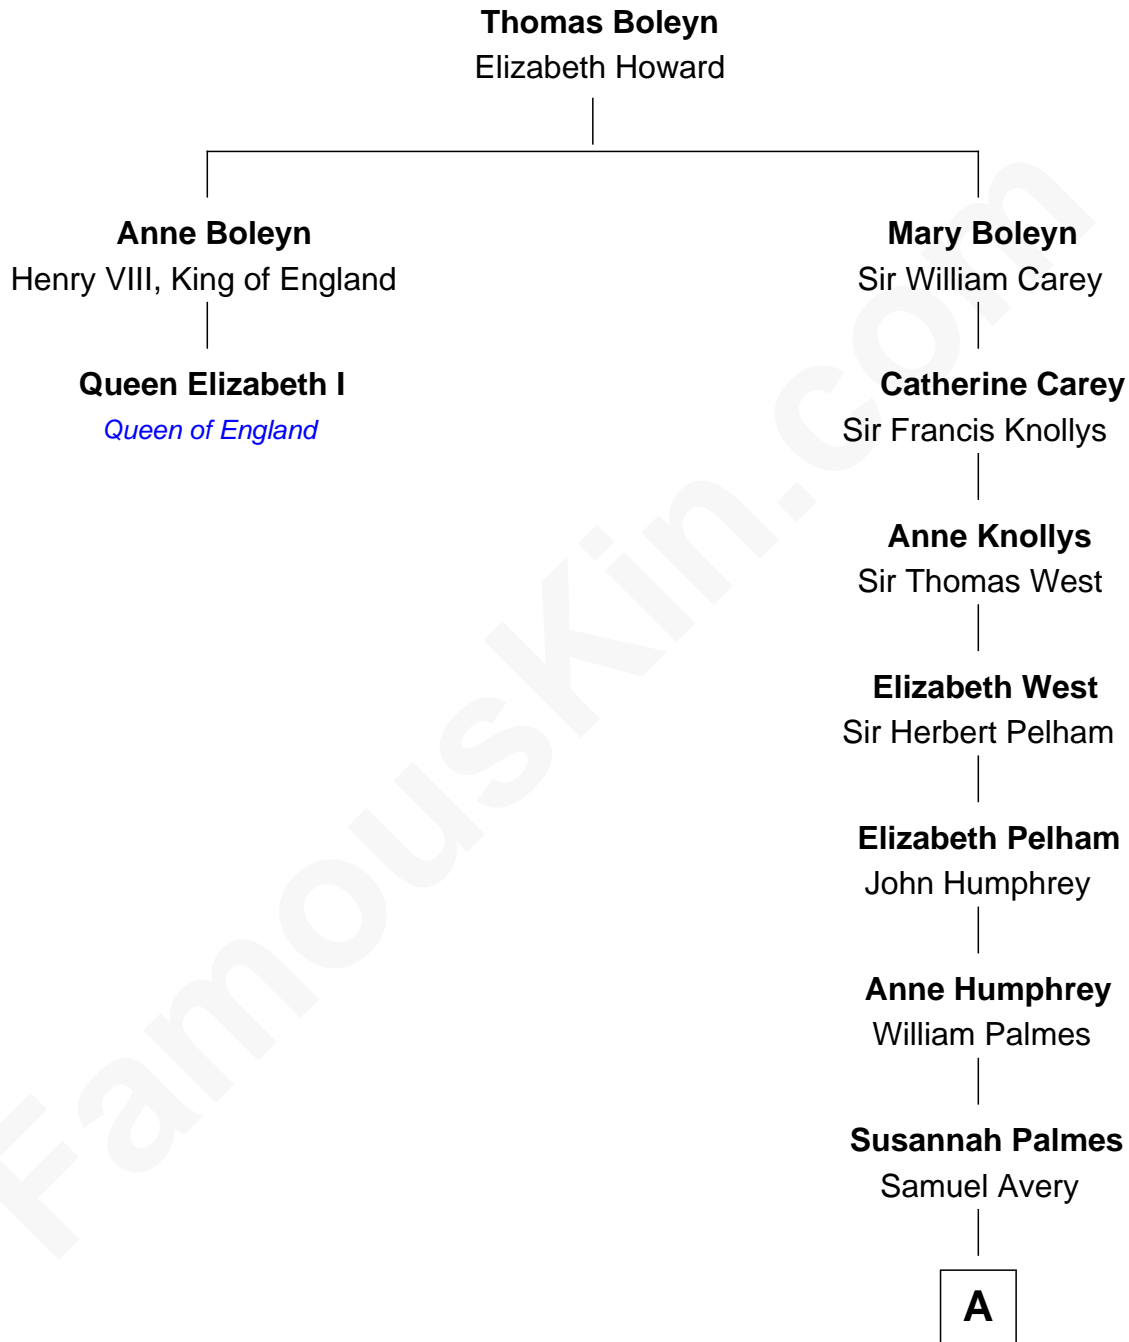 Thomas Boleyn
Elizabeth Howard
Anne Boleyn
Henry VIII, King of England
Queen Elizabeth I
Queen of England
Mary Boleyn
Sir William Carey
Catherine Carey
Sir Francis Knollys
Anne Knollys
Sir Thomas West
Elizabeth West
Sir Herbert Pelham
Elizabeth Pelham
John Humphrey
Anne Humphrey
William Palmes
Susannah Palmes
Samuel Avery
A
FamousKin.com